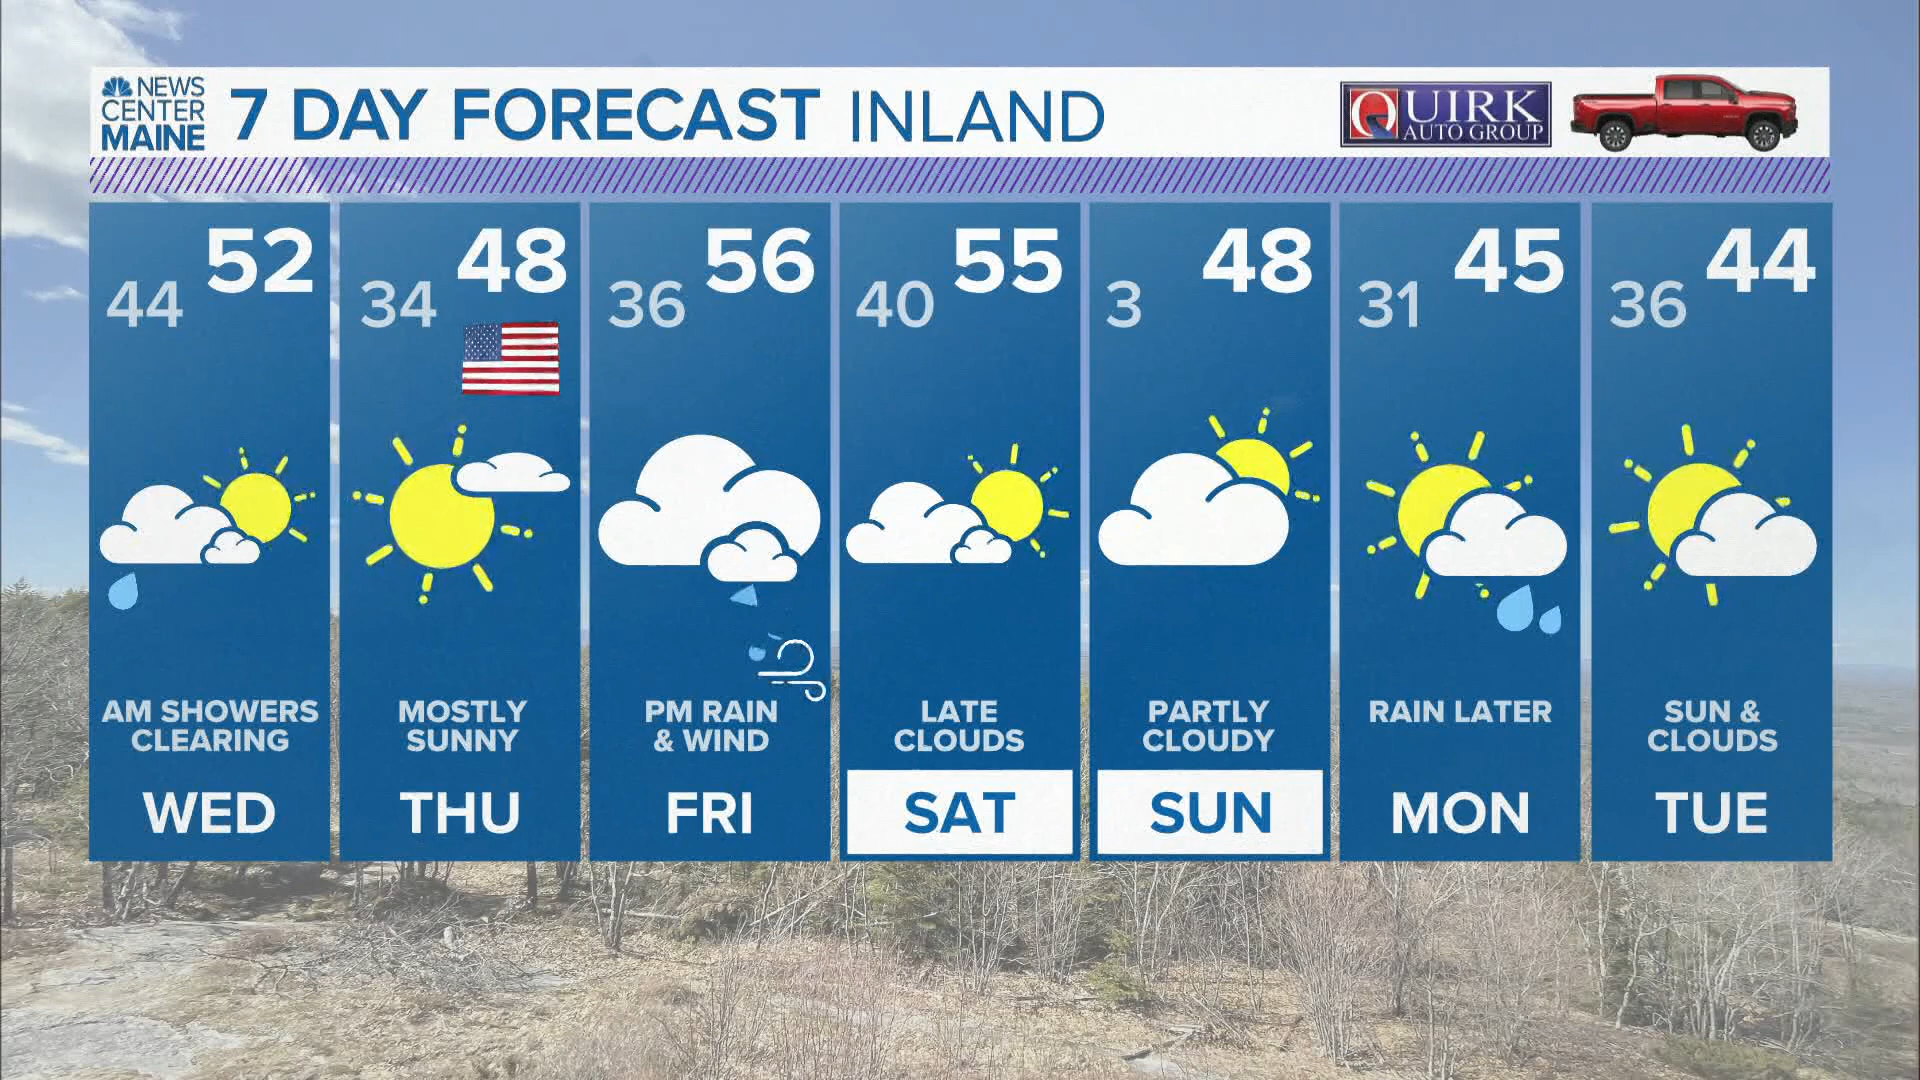 NEWS
CENTER
MAINE
7 DAY FORECAST INLAND
QUIRK
AUTO GROUP
44 52
34 48
36 56
40 55
3 48
31 45
36 44
AM SHOWERS
CLEARING
WED
MOSTLY
SUNNY
THU
PM RAIN
& WIND
FRI
LATE
CLOUDS
SAT
PARTLY
CLOUDY
SUN
RAIN LATER
MON
SUN &
CLOUDS
TUE